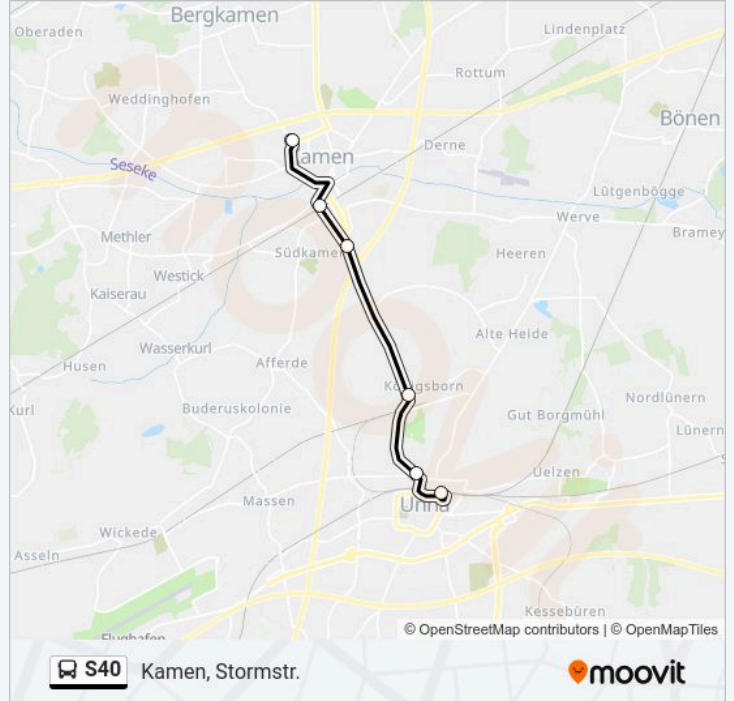 Bergkamen
Oberaden
Lindenplatz
Rottum
Weddinghofen
Bönen
Derne
Kamen
Seseke
Lütgenbögge
Werve
Bramey
Methler
Südkamen
Heeren
Westick
Kaiserau
Alte Heide
Wasserkurl
Afferde
Husen
Königsborn
Nordlünern
Kurl
Buderuskolonie
Gut Borgmühl
Lünern
Uelzen
Massen
Unna
Wickede
Asseln
Kessebüren
Flughafen
© OpenStreetMap contributors | © OpenMapTiles
S40 Kamen, Stormstr.
moovit